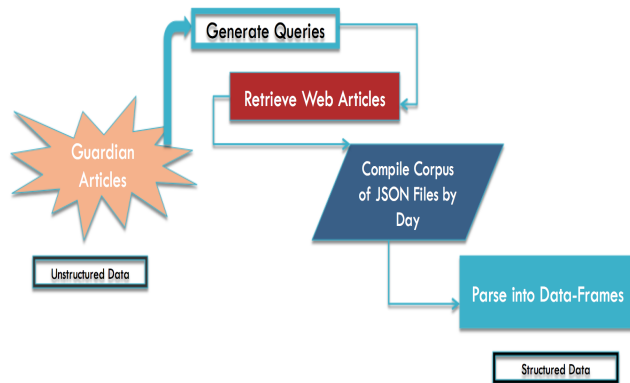 Generate Queries
Retrieve Web Articles
Guardian
Articles
Compile Corpus
of JSON Files by
Day
Unstructured Data
Parse into Data-Frames
Structured Data